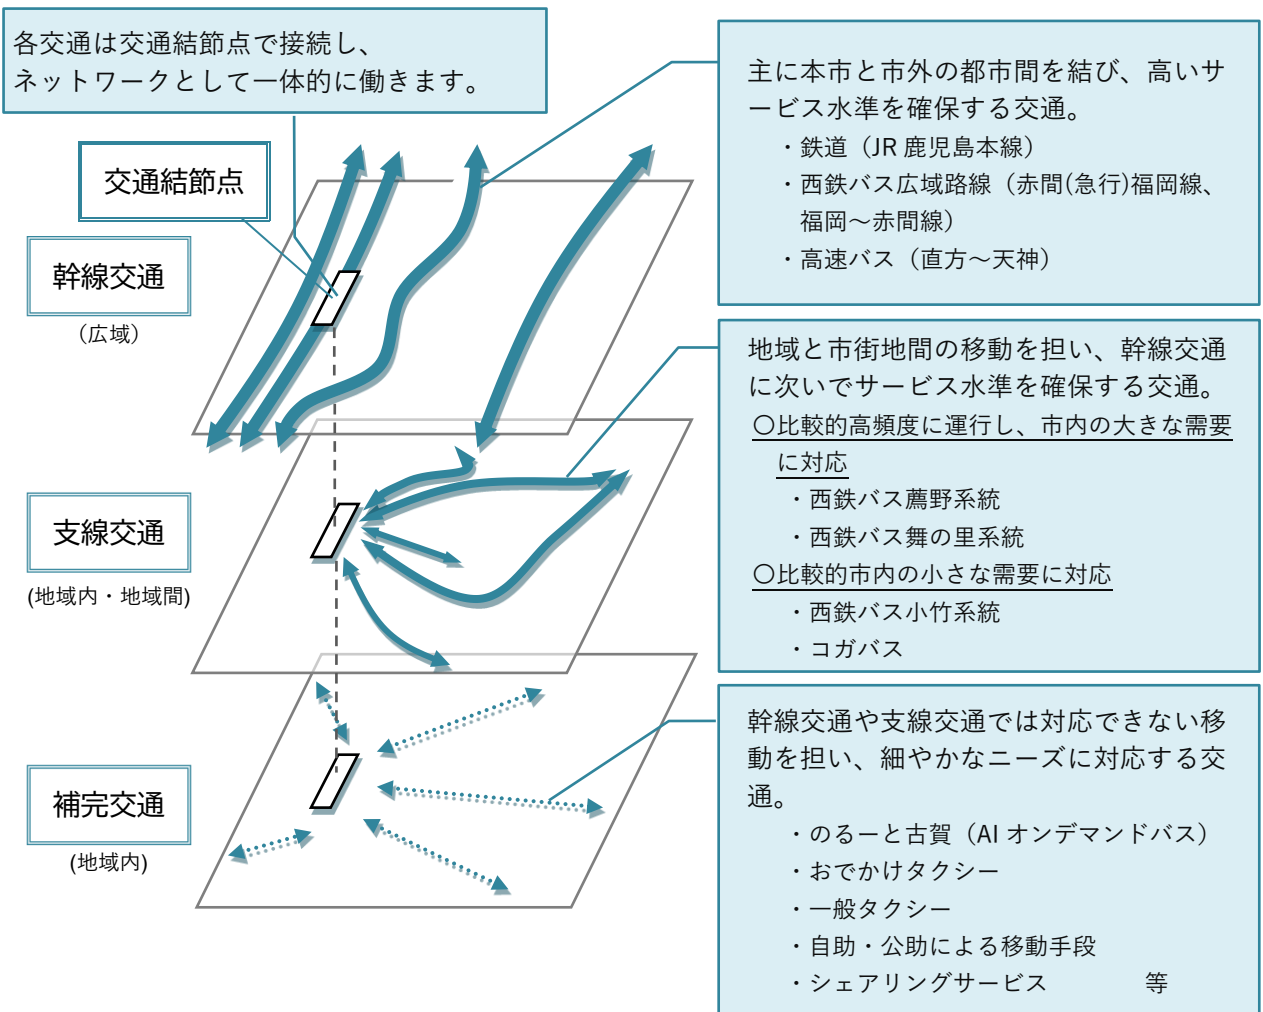 各交通は交通結節点で接続し、
ネットワークとして一体的に働きます。
交通結節点
幹線交通
（広域）
主に本市と市外の都市間を結び、高いサ
ービス水準を確保する交通。
・鉄道（JR 鹿児島本線）
・西鉄バス広域路線（赤間(急行)福岡線、
福岡～赤間線）
・高速バス（直方～天神）
支線交通
(地域内・地域間)
地域と市街地間の移動を担い、幹線交通
に次いでサービス水準を確保する交通。
〇比較的高頻度に運行し、市内の大きな需要
に対応
・西鉄バス薦野系統
・西鉄バス舞の里系統
〇比較的市内の小さな需要に対応
・西鉄バス小竹系統
・コガバス
補完交通
(地域内)
幹線交通や支線交通では対応できない移
動を担い、細やかなニーズに対応する交
通。
・のるーと古賀（AI オンデマンドバス）
・おでかけタクシー
・一般タクシー
・自助・公助による移動手段
・シェアリングサービス　　　　等